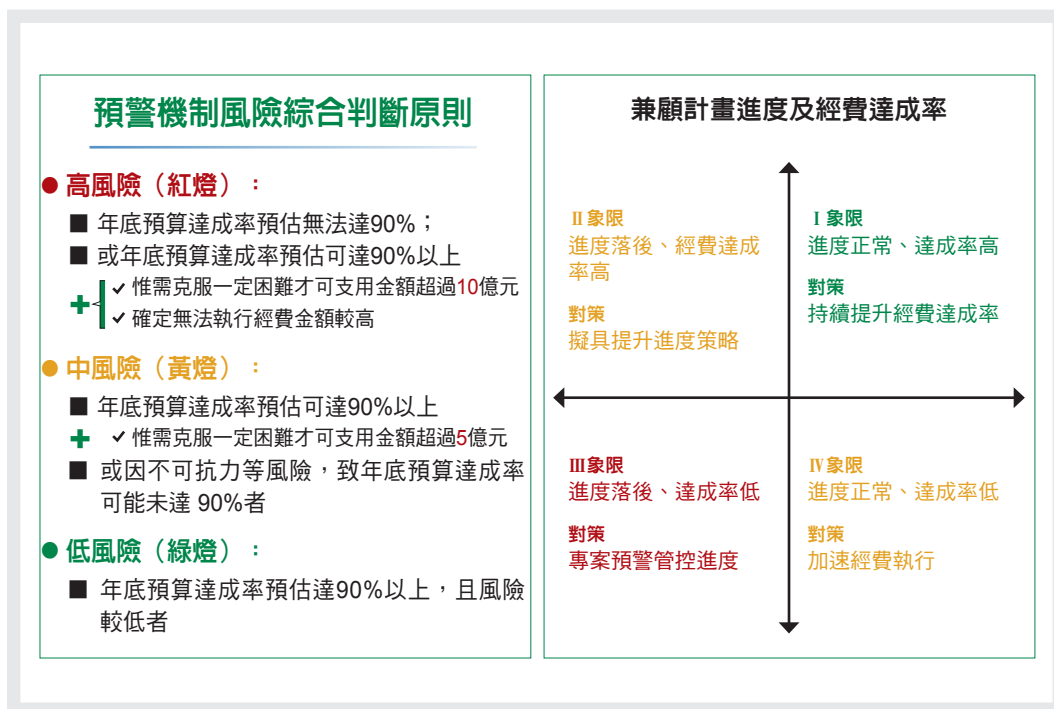 預警機制風險綜合判斷原則
● 高風險（紅燈）：
■ 年底預算達成率預估無法達90%；
■ 或年底預算達成率預估可達90%以上
✓ 惟需克服一定困難才可支用金額超過10億元
+
✓ 確定無法執行經費金額較高
● 中風險（黃燈）：
■ 年底預算達成率預估可達90%以上
+ ✓ 惟需克服一定困難才可支用金額超過5億元
■ 或因不可抗力等風險，致年底預算達成率
可能未達 90%者
● 低風險（綠燈）：
■ 年底預算達成率預估達90%以上，且風險
較低者
兼顧計畫進度及經費達成率
II 象限
進度落後、經費達成
率高
對策
擬具提升進度策略
I 象限
進度正常、達成率高
對策
持續提升經費達成率
III象限
進度落後、達成率低
對策
專案預警管控進度
IV象限
進度正常、達成率低
對策
加速經費執行